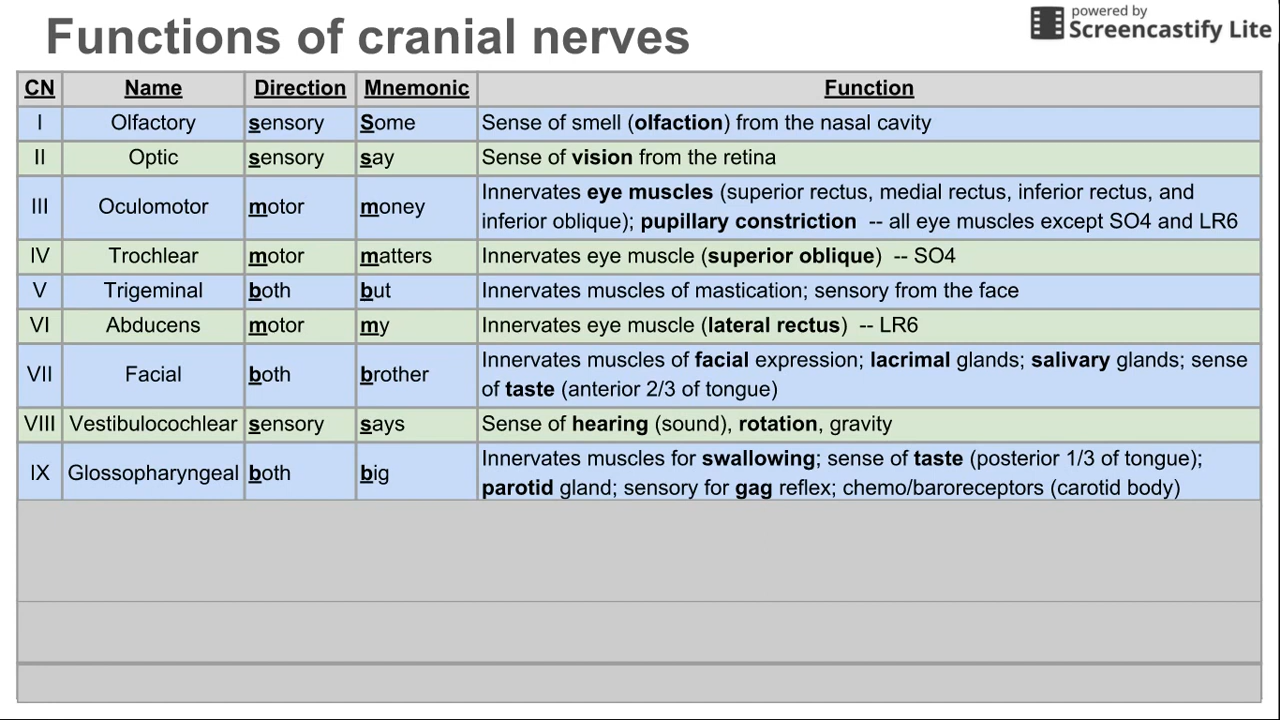 Functions of cranial nerves
powered by
Screencastify Lite
CN Name Direction Mnemonic Function
I Olfactory sensory Some Sense of smell (olfaction) from the nasal cavity
II Optic sensory say Sense of vision from the retina
III Oculomotor motor money Innervates eye muscles (superior rectus, medial rectus, inferior rectus, and
inferior oblique); pupillary constriction -- all eye muscles except SO4 and LR6
IV Trochlear motor matters Innervates eye muscle (superior oblique) -- SO4
V Trigeminal both but Innervates muscles of mastication; sensory from the face
VI Abducens motor my Innervates eye muscle (lateral rectus) -- LR6
VII Facial both brother Innervates muscles of facial expression; lacrimal glands; salivary glands; sense
of taste (anterior 2/3 of tongue)
VIII Vestibulocochlear sensory says Sense of hearing (sound), rotation, gravity
IX Glossopharyngeal both big Innervates muscles for swallowing; sense of taste (posterior 1/3 of tongue);
parotid gland; sensory for gag reflex; chemo/baroreceptors (carotid body)